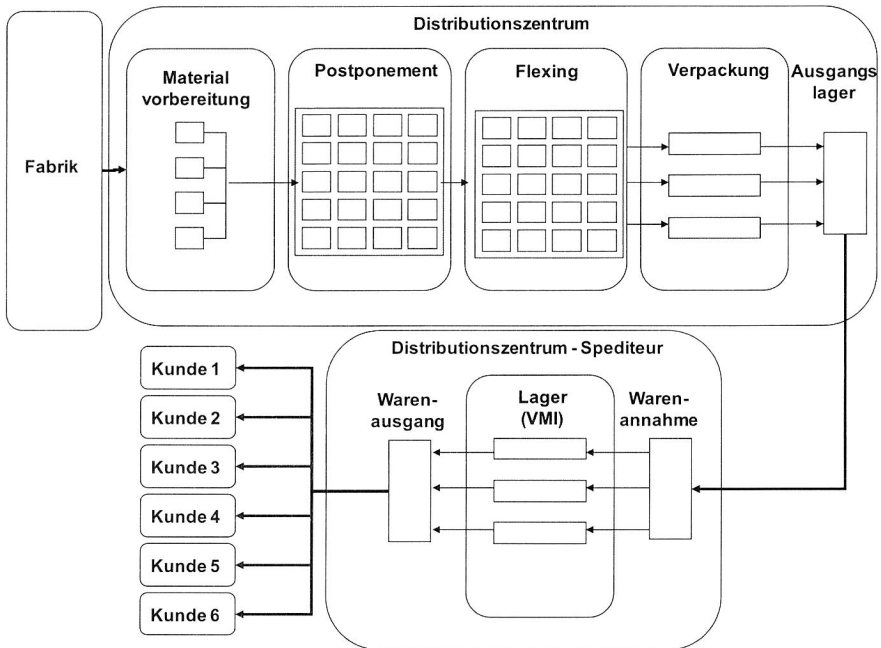 Distributionszentrum
Fabrik
Material
vorbereitung
Postponement
Flexing
Verpackung
Ausgangs
lager
Distributionszentrum - Spediteur
Waren-
ausgang
Lager
(VMI)
Waren-
annahme
Kunde 1
Kunde 2
Kunde 3
Kunde 4
Kunde 5
Kunde 6